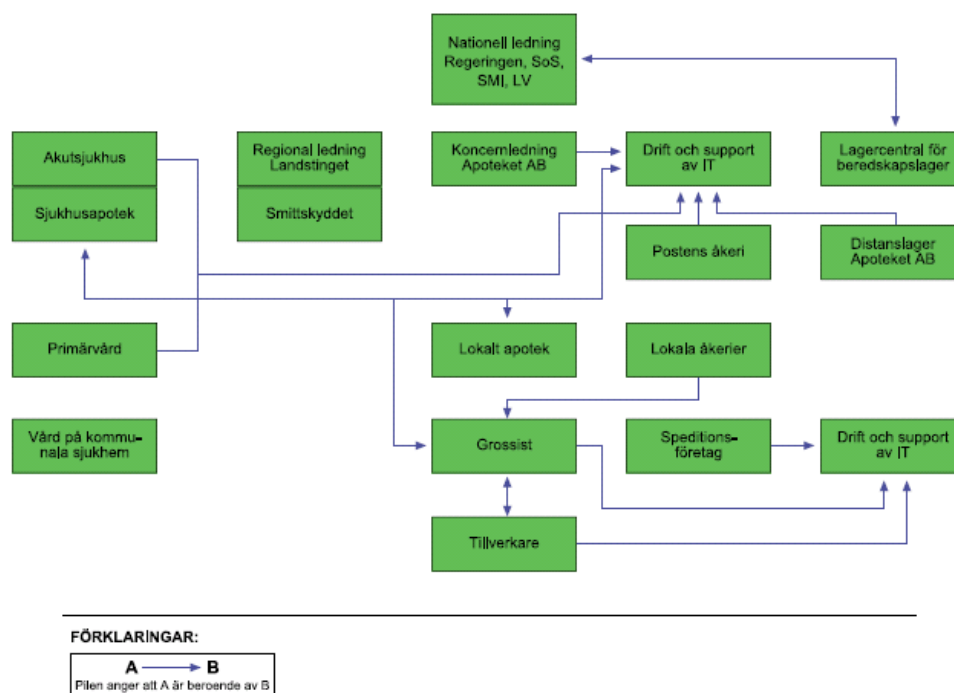 Nationell ledning
Regeringen, SoS,
SMI, LV
Akutsjukhus
Regional ledning
Landstinget
Koncernledning
Apoteket AB
Drift och support
av IT
Lagercentral för
beredskapslager
Sjukhusapotek
Smittskyddet
Postens åkeri
Distanslager
Apoteket AB
Primärvård
Lokalt apotek
Lokala åkerier
Vård på kommu-
nala sjukhem
Grossist
Speditions-
företag
Drift och support
av IT
Tillverkare
FÖRKLARINGAR:
A B
Pilen anger att A är beroende av B